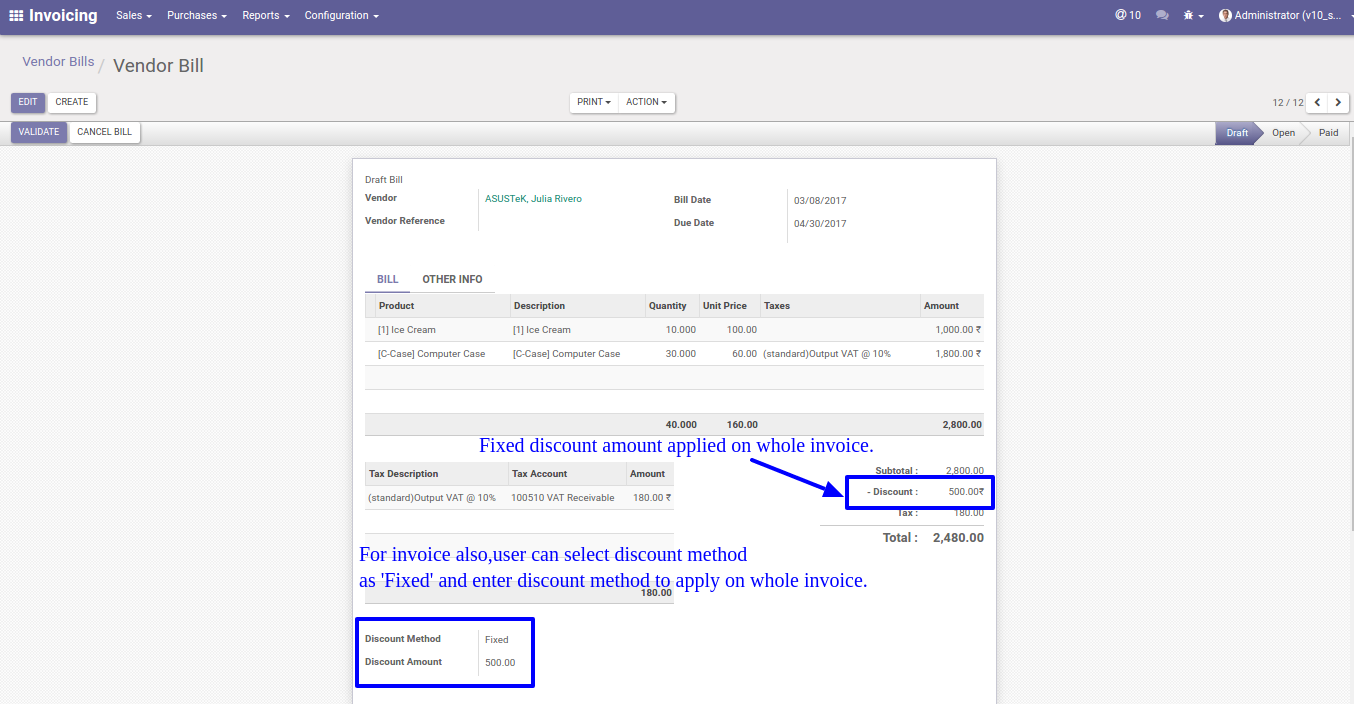 Invoicing Sales Purchases Reports Configuration @ 10 Administrator (v10_s...
Vendor Bills / Vendor Bill
EDIT CREATE PRINT ACTION 12 / 12
VALIDATE CANCEL BILL Draft Open Paid
Draft Bill
Vendor ASUSTeK, Julia Rivero Bill Date 03/08/2017
Vendor Reference Due Date 04/30/2017
BILL OTHER INFO
Product Description Quantity Unit Price Taxes Amount
[1] Ice Cream [1] Ice Cream 10.000 100.00 1,000.00 ₹
[C-Case] Computer Case [C-Case] Computer Case 30.000 60.00 (standard)Output VAT @ 10% 1,800.00 ₹
40.000 160.00 2,800.00
Fixed discount amount applied on whole invoice.
Tax Description Tax Account Amount Subtotal : 2,800.00
(standard)Output VAT @ 10% 100510 VAT Receivable 180.00 ₹ - Discount : 500.00₹
Tax : 180.00
Total : 2,480.00
For invoice also,user can select discount method
as 'Fixed' and enter discount method to apply on whole invoice.
180.00
Discount Method Fixed
Discount Amount 500.00